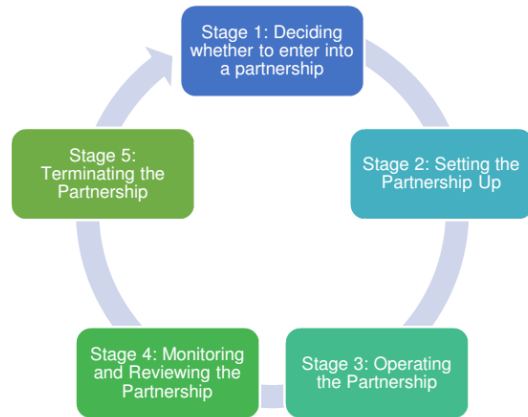 Stage 1: Deciding
whether to enter into
a partnership
Stage 2: Setting the
Partnership Up
Stage 3: Operating
the Partnership
Stage 4: Monitoring
and Reviewing the
Partnership
Stage 5:
Terminating the
Partnership